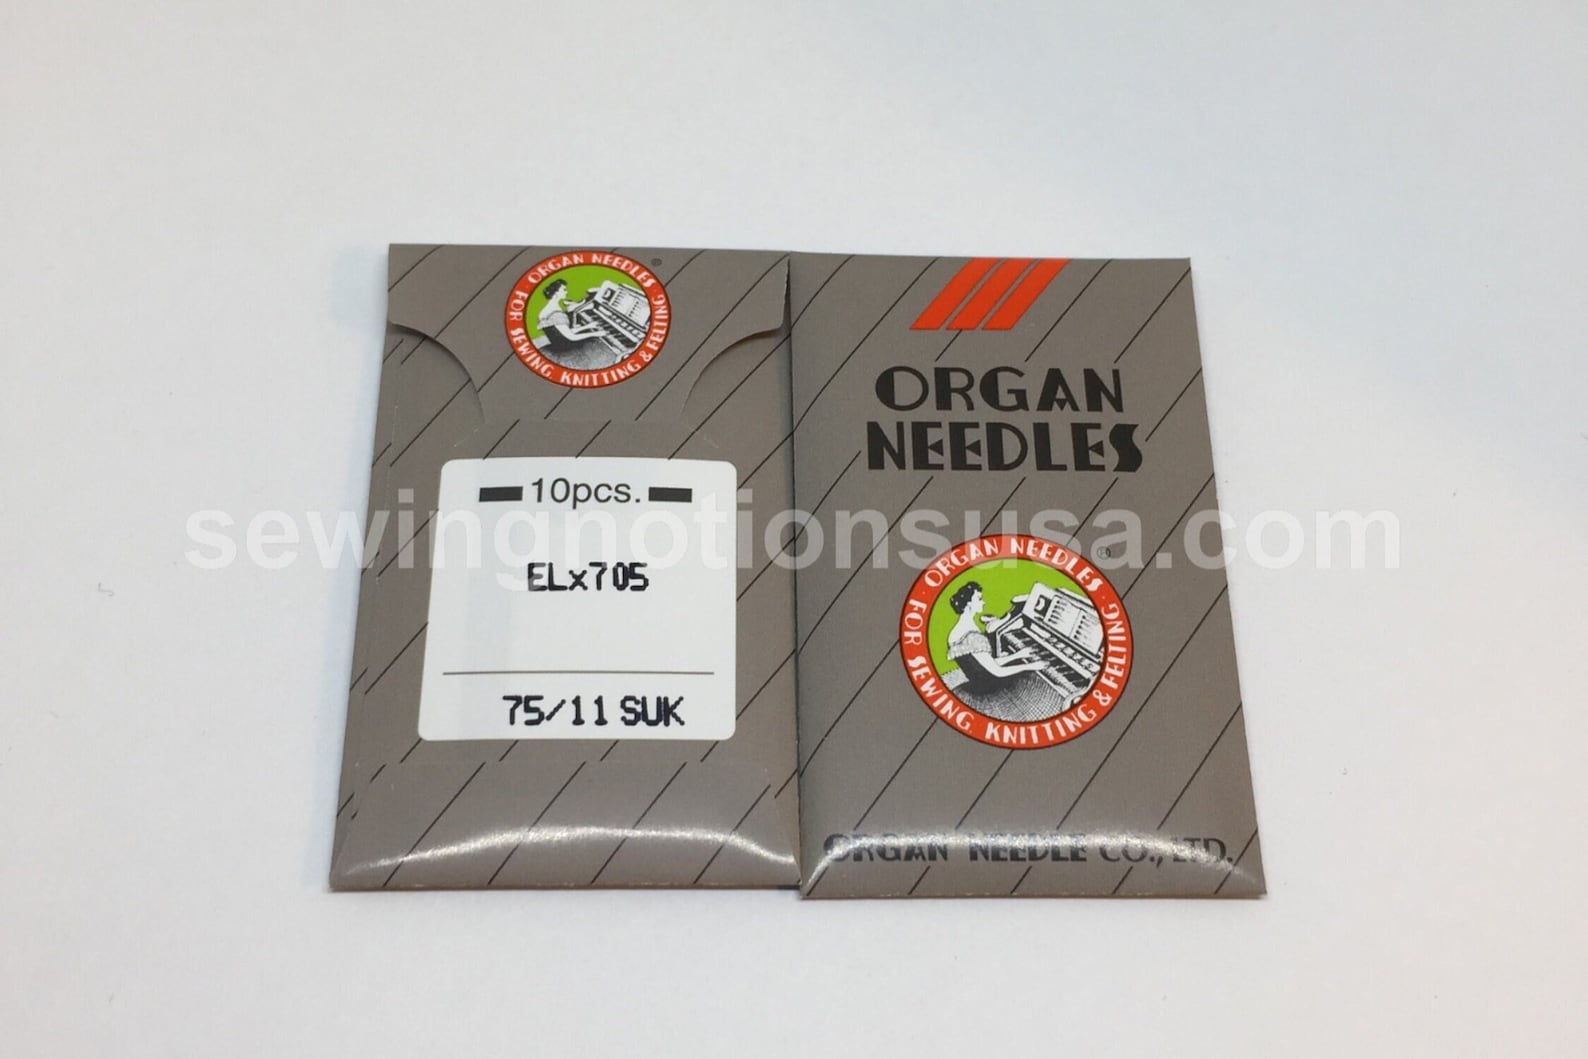 ORGAN NEEDLES ®
FOR SEWING, KNITTING & FELTING
10pcs.
ELx705
75/11 SUK
ORGAN
NEEDLES
ORGAN NEEDLES ®
FOR SEWING, KNITTING & FELTING
ORGAN NEEDLE CO., LTD.
sewingnotionsusa.com